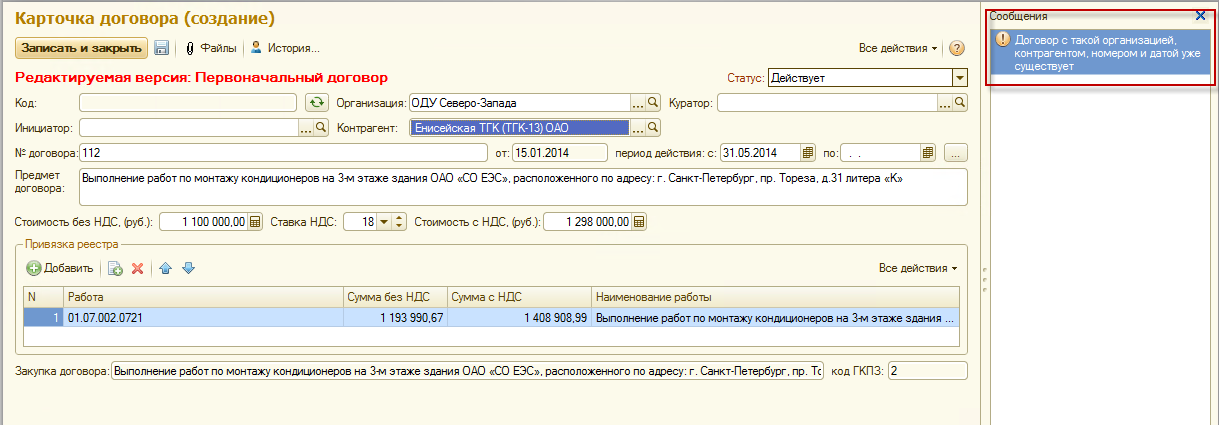 Карточка договора (создание)
Сообщения
Записать и закрыть Файлы История... Все действия
Договор с такой организацией,
контрагентом, номером и датой уже
существует
Редактируемая версия: Первоначальный договор Статус: Действует
Код: Организация: ОДУ Северо-Запада Куратор:
Инициатор: Контрагент: Енисейская ТГК (ТГК-13) ОАО
№ договора: 112 от: 15.01.2014 период действия: с: 31.05.2014 по: . .
Предмет
договора: Выполнение работ по монтажу кондиционеров на 3-м этаже здания ОАО «СО ЕЭС», расположенного по адресу: г. Санкт-Петербург, пр. Тореза, д.31 литера «К»
Стоимость без НДС, (руб.): 1 100 000,00 Ставка НДС: 18 Стоимость с НДС, (руб.): 1 298 000,00
Привязка реестра
Добавить Все действия
N Работа Сумма без НДС Сумма с НДС Наименование работы
1 01.07.002.0721 1 193 990,67 1 408 908,99 Выполнение работ по монтажу кондиционеров на 3-м этаже здания ...
Закупка договора: Выполнение работ по монтажу кондиционеров на 3-м этаже здания ОАО «СО ЕЭС», расположенного по адресу: г. Санкт-Петербург, пр. То код ГКПЗ: 2